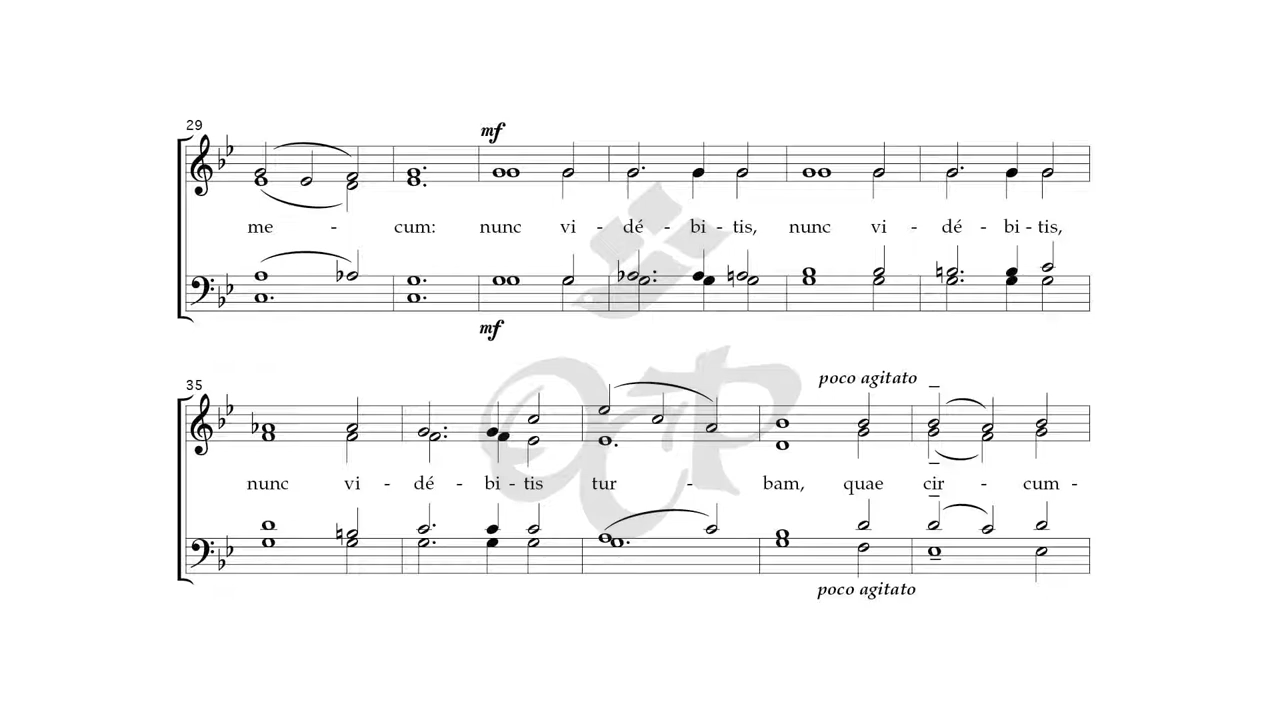 29
mf
me - cum: nunc vi - dé - bi - tis, nunc vi - dé - bi - tis,
mf
35
poco agitato
nunc vi - dé - bi - tis tur - bam, quae cir - cum -
poco agitato
OCP